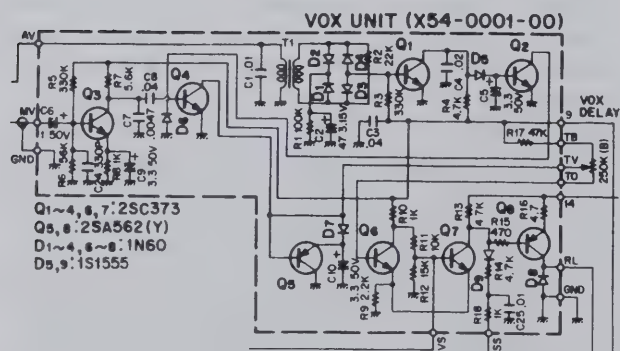 VOX UNIT (X54-0001-00)
AV
T1
C1 .01
D2
D1
D3
R2 22K
Q1
C4 .02
D5
Q2
R5 330K
R7 5.6K
C8 .04
Q4
Q3
MV
C6
1 50V
C7 .0047
D6
R1 100K
C2
47 3.15V
R3 330K
C3 .04
R4 4.7K
C5
3.3 50V
9
VOX DELAY
R17 47K
TB
TV
TO
250K(B)
GND
R6 56K
C24 330P
R8 1K
C9
3.3 50V
14
Q1~4, 6, 7:2SC373
Q5, 8:2SA562(Y)
D1~4, 6~8:1N60
D5, 9:1S1555
D7
Q6
R10 1K
Q7
R13 4.7K
R15 470
Q8
R16 4.7
Q5
C10
3.3 50V
R9 2.2K
R11 10K
R12 15K
D9
R14 4.7K
D8
RL
GND
R18 1K
C25 .01
VS
SS